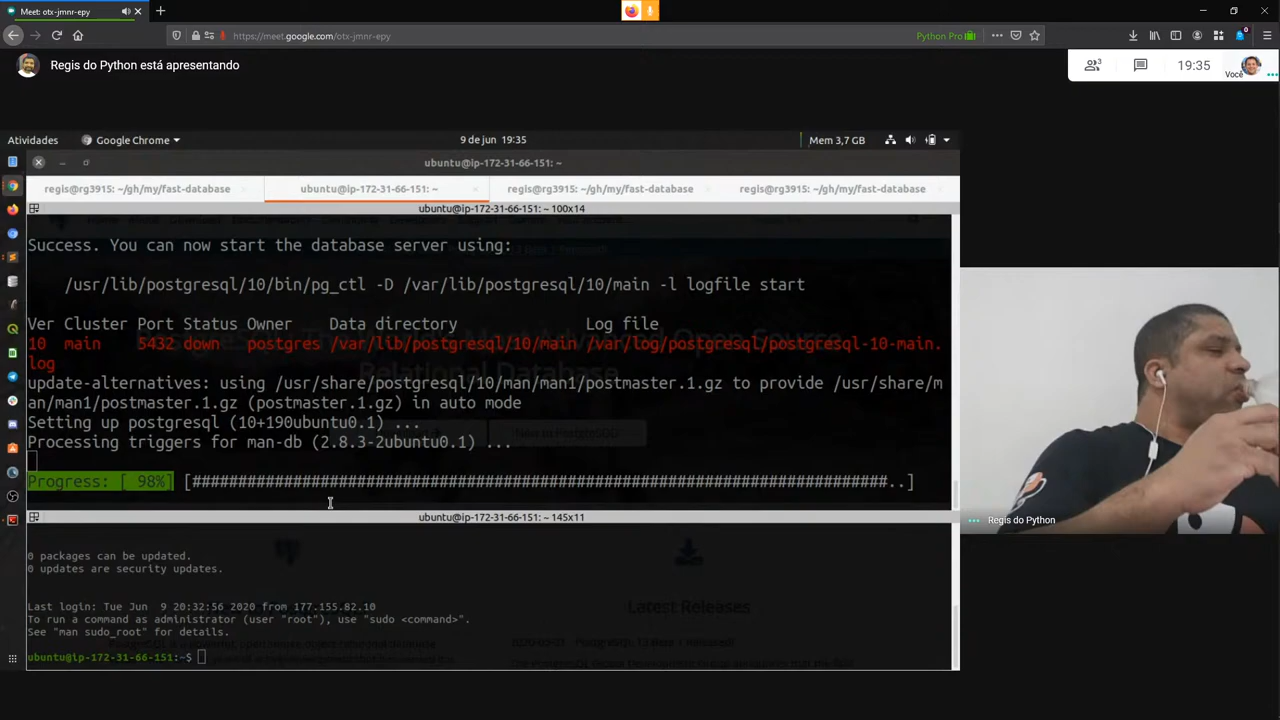 Meet: otx-jmnr-epy
https://meet.google.com/otx-jmnr-epy
Python Pro
Regis do Python está apresentando
3
19:35
Você
Atividades
Google Chrome
9 de jun 19:35
Mem 3,7 GB
ubuntu@ip-172-31-66-151: ~
regis@rg3915: ~/gh/my/fast-database
ubuntu@ip-172-31-66-151: ~
regis@rg3915: ~/gh/my/fast-database
regis@rg3915: ~/gh/my/fast-database
ubuntu@ip-172-31-66-151: ~ 100x14
Success. You can now start the database server using:
/usr/lib/postgresql/10/bin/pg_ctl -D /var/lib/postgresql/10/main -l logfile start
Ver Cluster Port Status Owner Data directory Log file
10 main 5432 down postgres /var/lib/postgresql/10/main /var/log/postgresql/postgresql-10-main.
log
update-alternatives: using /usr/share/postgresql/10/man/man1/postmaster.1.gz to provide /usr/share/m
an/man1/postmaster.1.gz (postmaster.1.gz) in auto mode
Setting up postgresql (10+190ubuntu0.1) ...
Processing triggers for man-db (2.8.3-2ubuntu0.1) ...
Progress: [ 98%] [##########################################################################################..]
ubuntu@ip-172-31-66-151: ~ 145x11
0 packages can be updated.
0 updates are security updates.
Last login: Tue Jun  9 20:32:56 2020 from 177.155.82.10
To run a command as administrator (user "root"), use "sudo <command>".
See "man sudo_root" for details.
ubuntu@ip-172-31-66-151:~$
Latest Releases
Regis do Python